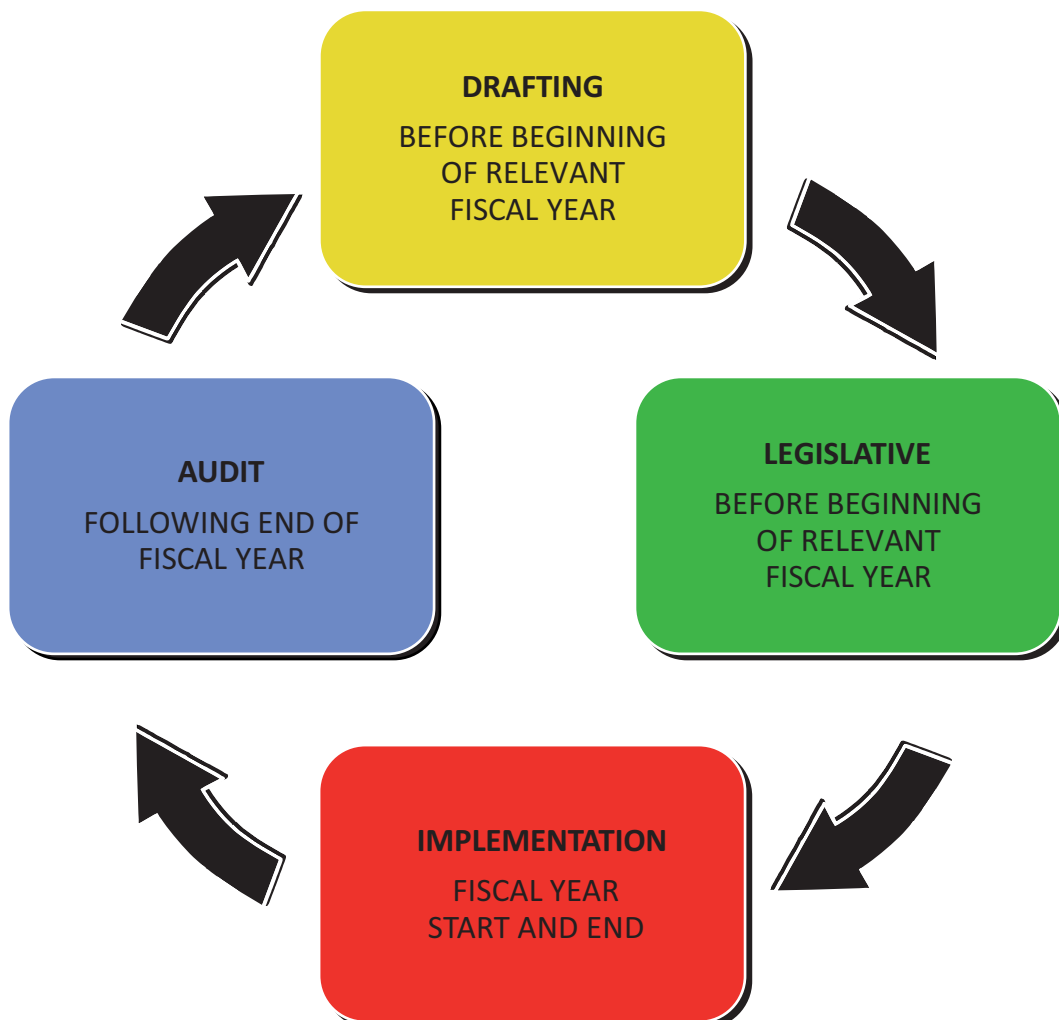 DRAFTING
BEFORE BEGINNING
OF RELEVANT
FISCAL YEAR
LEGISLATIVE
BEFORE BEGINNING
OF RELEVANT
FISCAL YEAR
IMPLEMENTATION
FISCAL YEAR
START AND END
AUDIT
FOLLOWING END OF
FISCAL YEAR